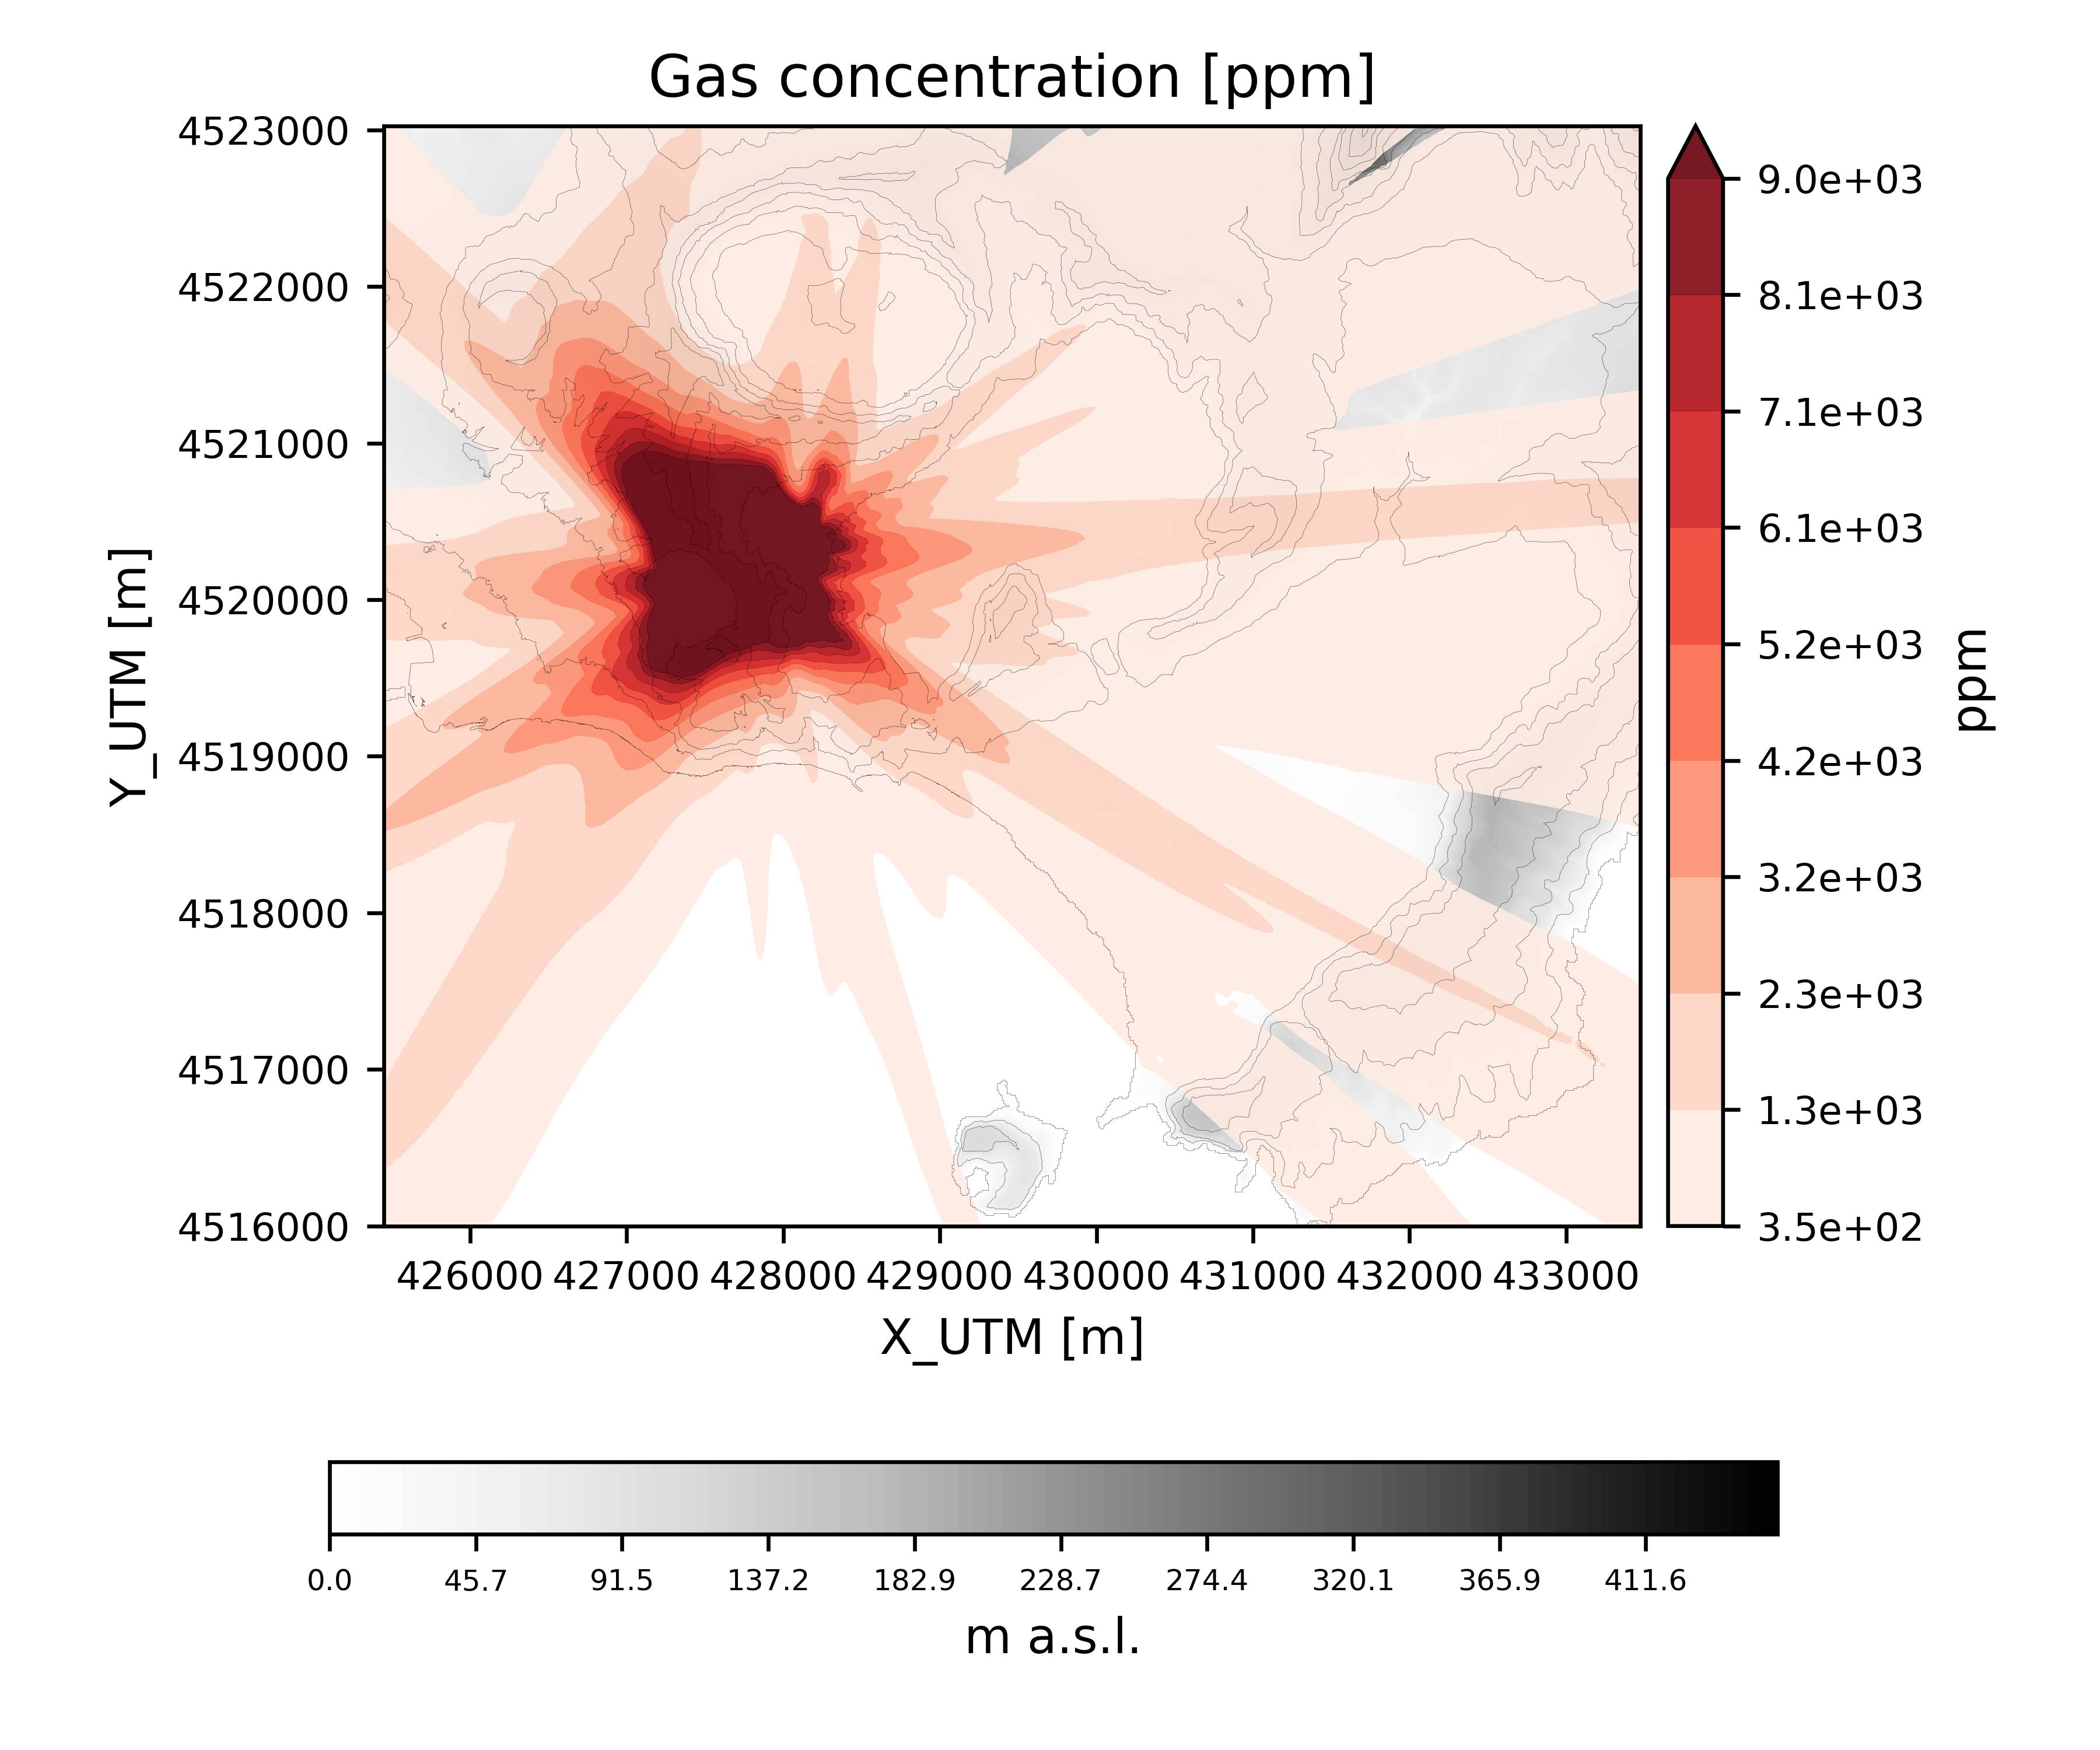 Gas concentration [ppm]
4523000
4522000
4521000
4520000
4519000
4518000
4517000
4516000
Y_UTM [m]
426000 427000 428000 429000 430000 431000 432000 433000
X_UTM [m]
9.0e+03
8.1e+03
7.1e+03
6.1e+03
5.2e+03
4.2e+03
3.2e+03
2.3e+03
1.3e+03
3.5e+02
ppm
0.0 45.7 91.5 137.2 182.9 228.7 274.4 320.1 365.9 411.6
m a.s.l.